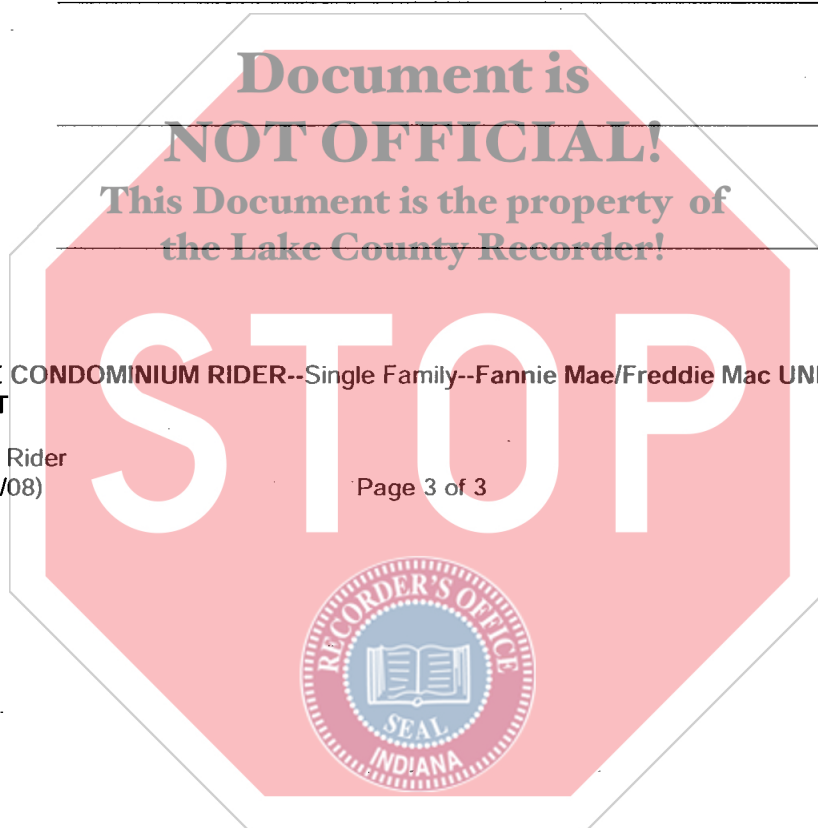 Document is
NOT OFFICIAL!
This Document is the property of
the Lake County Recorder!
CONDOMINIUM RIDER--Single Family--Fannie Mae/Freddie Mac
Rider
/08)
Page 3 of 3
STOP
RECORDER'S OFFICE
SEAL
INDIANA